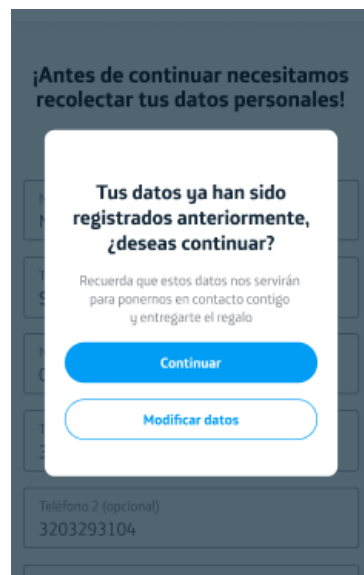 ¡Antes de continuar necesitamos
recolectar tus datos personales!
Tus datos ya han sido
registrados anteriormente,
¿deseas continuar?
Recuerda que estos datos nos servirán
para ponernos en contacto contigo
y entregarte el regalo
Continuar
Modificar datos
Teléfono 2 (opcional)
3203293104